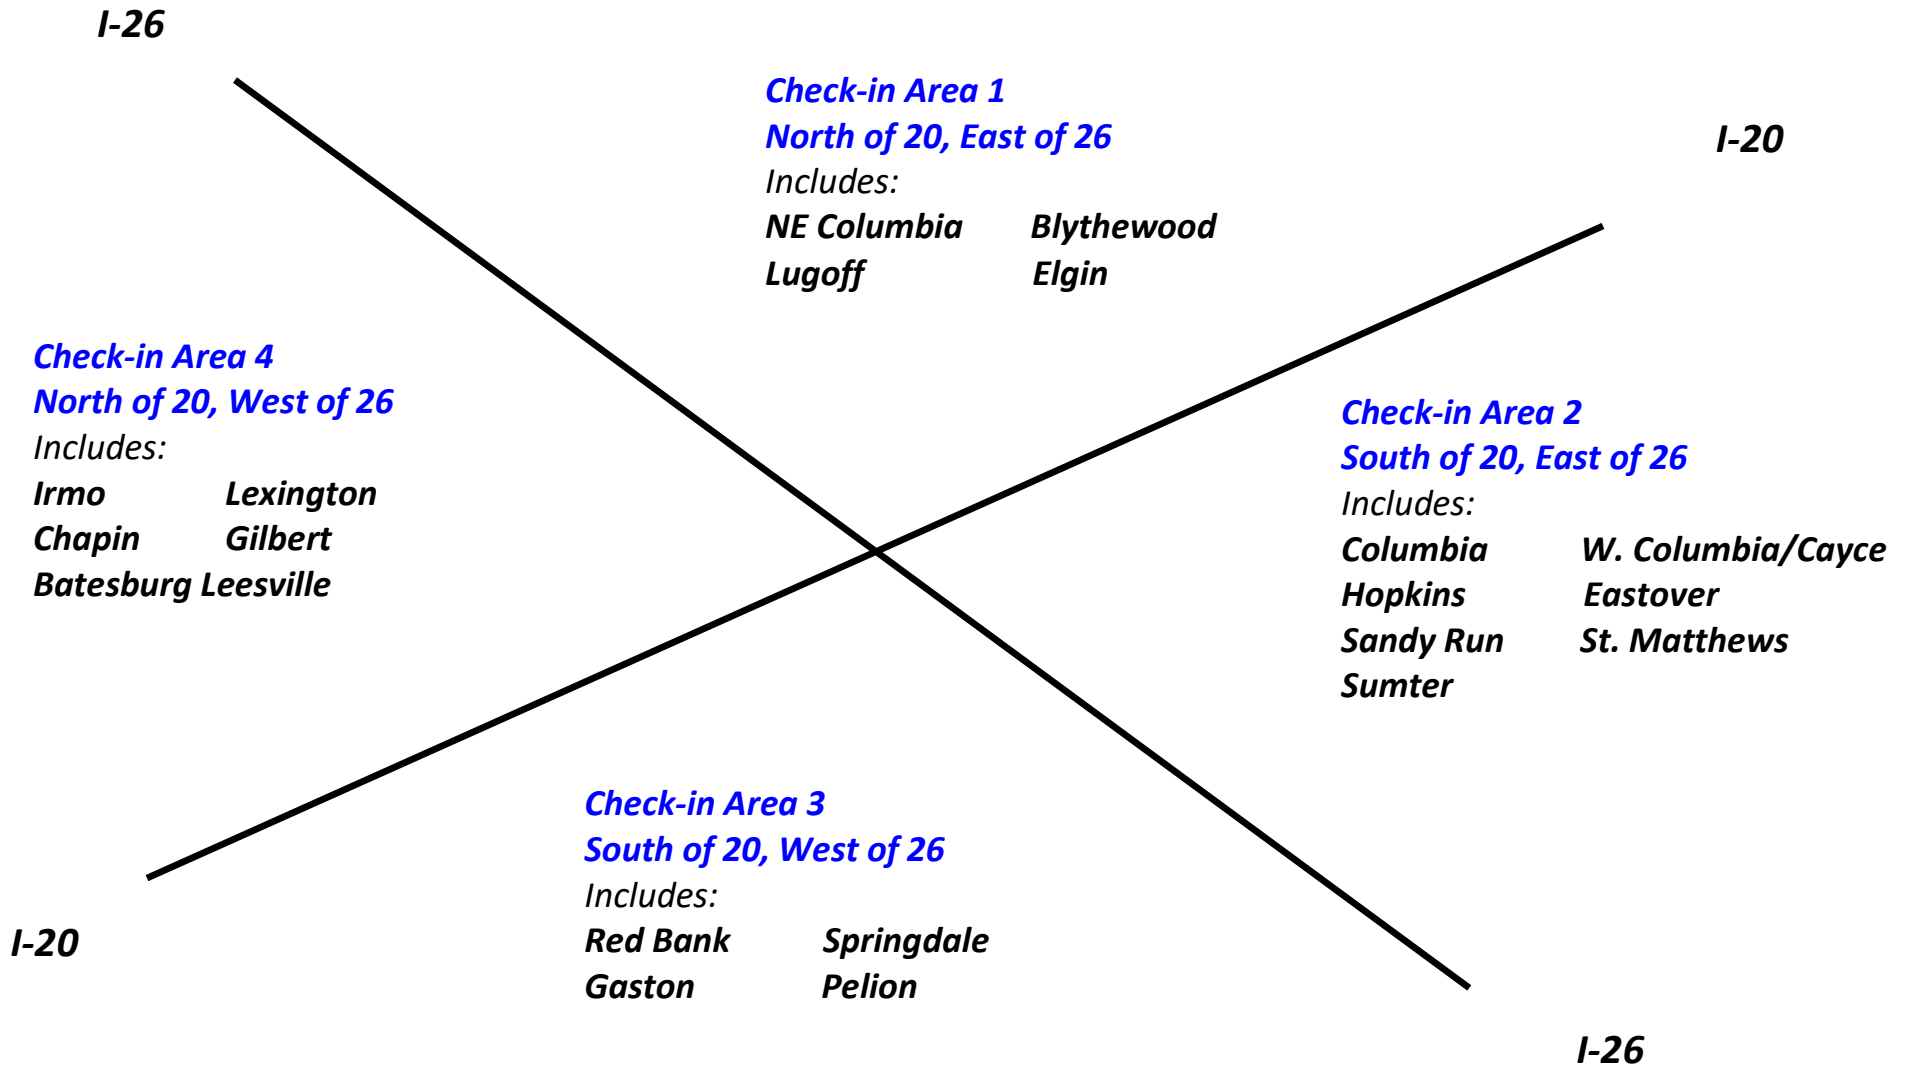 I-26
Check-in Area 1
North of 20, East of 26
Includes:
NE Columbia Blythewood
Lugoff Elgin
I-20
Check-in Area 4
North of 20, West of 26
Includes:
Irmo Lexington
Chapin Gilbert
Batesburg Leesville
Check-in Area 2
South of 20, East of 26
Includes:
Columbia W. Columbia/Cayce
Hopkins Eastover
Sandy Run St. Matthews
Sumter
Check-in Area 3
South of 20, West of 26
Includes:
Red Bank Springdale
Gaston Pelion
I-20
I-26